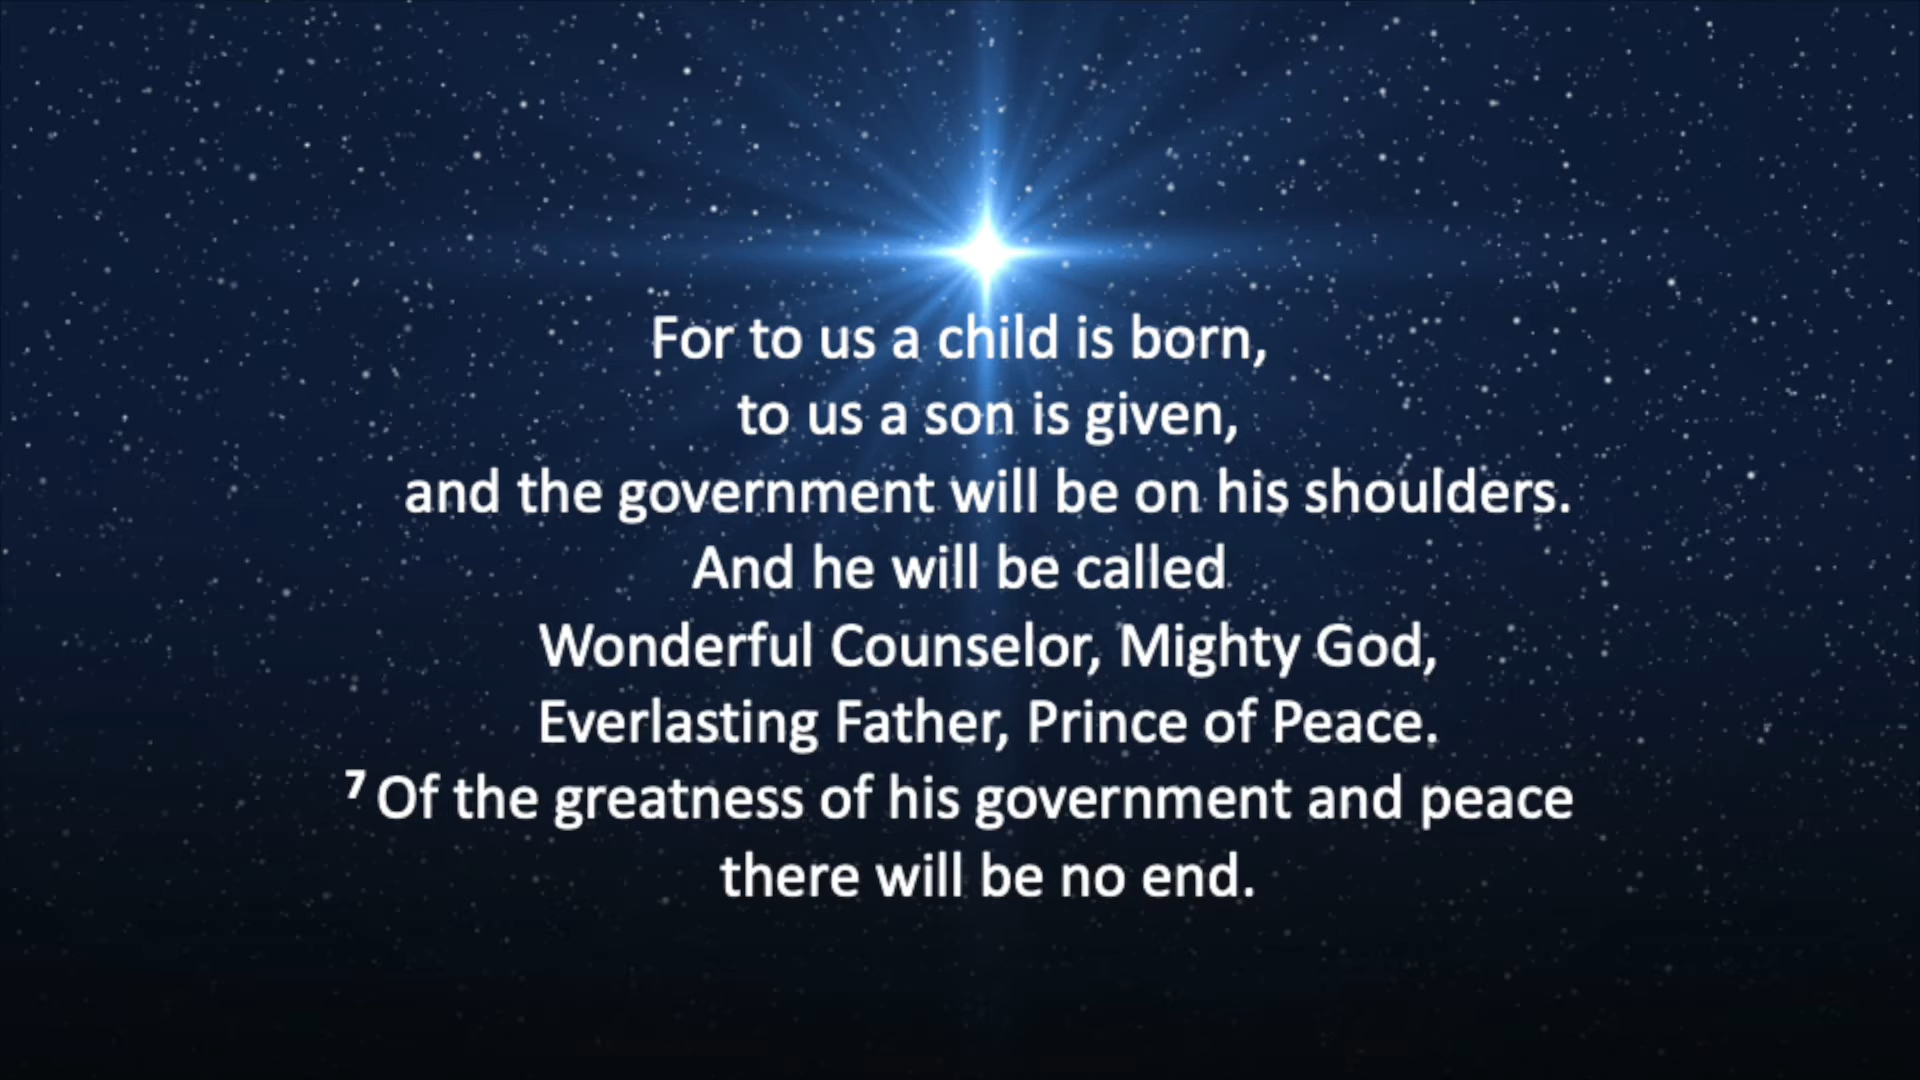 For to us a child is born,
to us a son is given,
and the government will be on his shoulders.
And he will be called
Wonderful Counselor, Mighty God,
Everlasting Father, Prince of Peace.
7 Of the greatness of his government and peace
there will be no end.